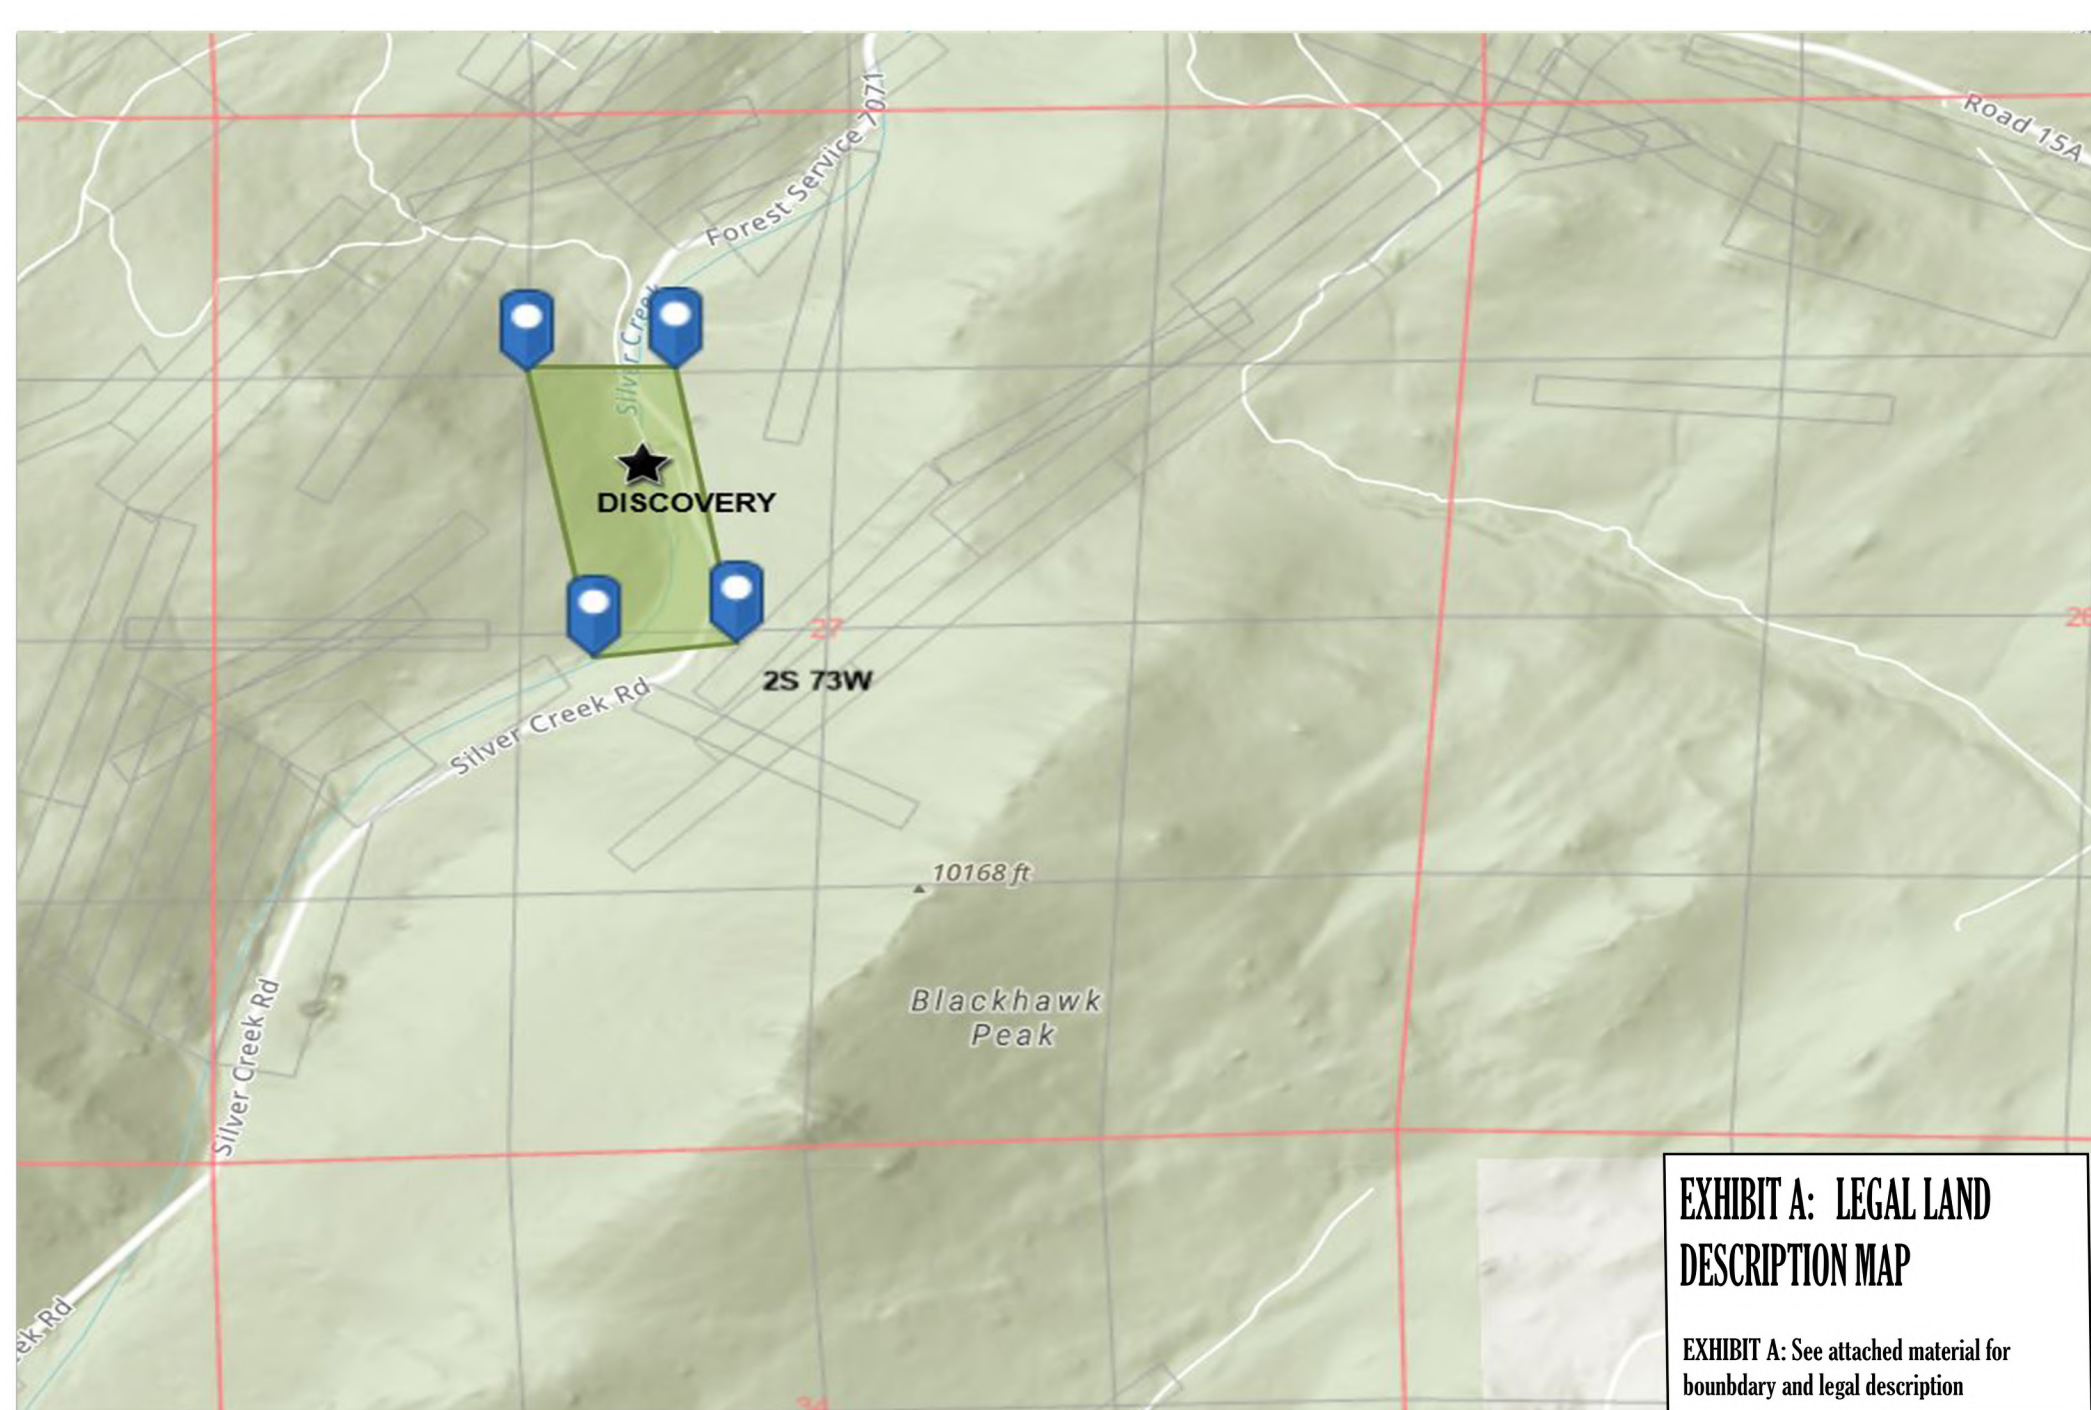 Road 15A
Forest Service 7071
Silver Creek
DISCOVERY
27
26
2S 73W
Silver Creek Rd
10168 ft
Blackhawk
Peak
Silver Creek Rd
eek Rd
34
EXHIBIT A: LEGAL LAND
DESCRIPTION MAP
EXHIBIT A: See attached material for
bounbdary and legal description